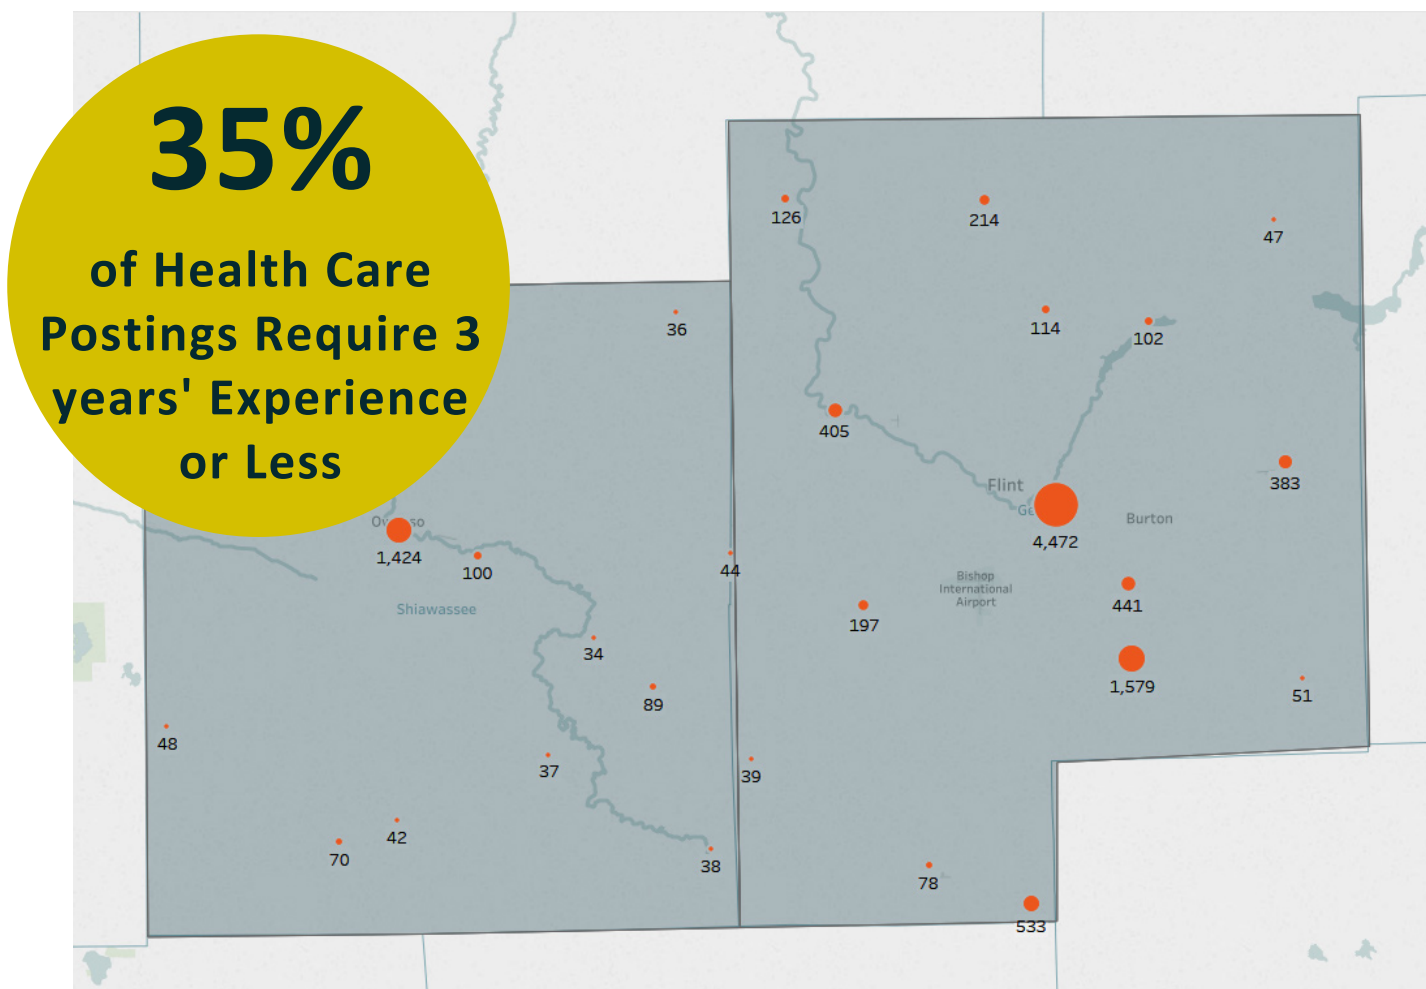 35%
of Health Care
Postings Require 3
years' Experience
or Less
126
214
47
36
114
102
405
Flint
383
Burton
4,472
1,424
100
44
Bishop
International
Airport
441
Shiawassee
197
34
1,579
89
51
48
37
39
42
70
38
78
533